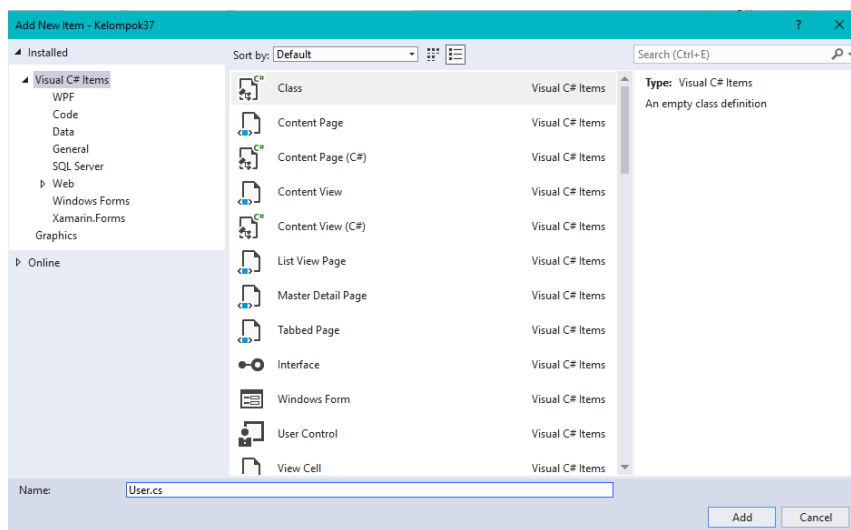 Add New Item - Kelompok37
?
Installed
Sort by: Default
Search (Ctrl+E)
Visual C# Items
WPF
Code
Data
General
SQL Server
Web
Windows Forms
Xamarin.Forms
Graphics
Online
C# Class Visual C# Items
Content Page Visual C# Items
C# Content Page (C#) Visual C# Items
Content View Visual C# Items
C# Content View (C#) Visual C# Items
List View Page Visual C# Items
Master Detail Page Visual C# Items
Tabbed Page Visual C# Items
Interface Visual C# Items
Windows Form Visual C# Items
User Control Visual C# Items
View Cell Visual C# Items
Type: Visual C# Items
An empty class definition
Name: User.cs
Add Cancel